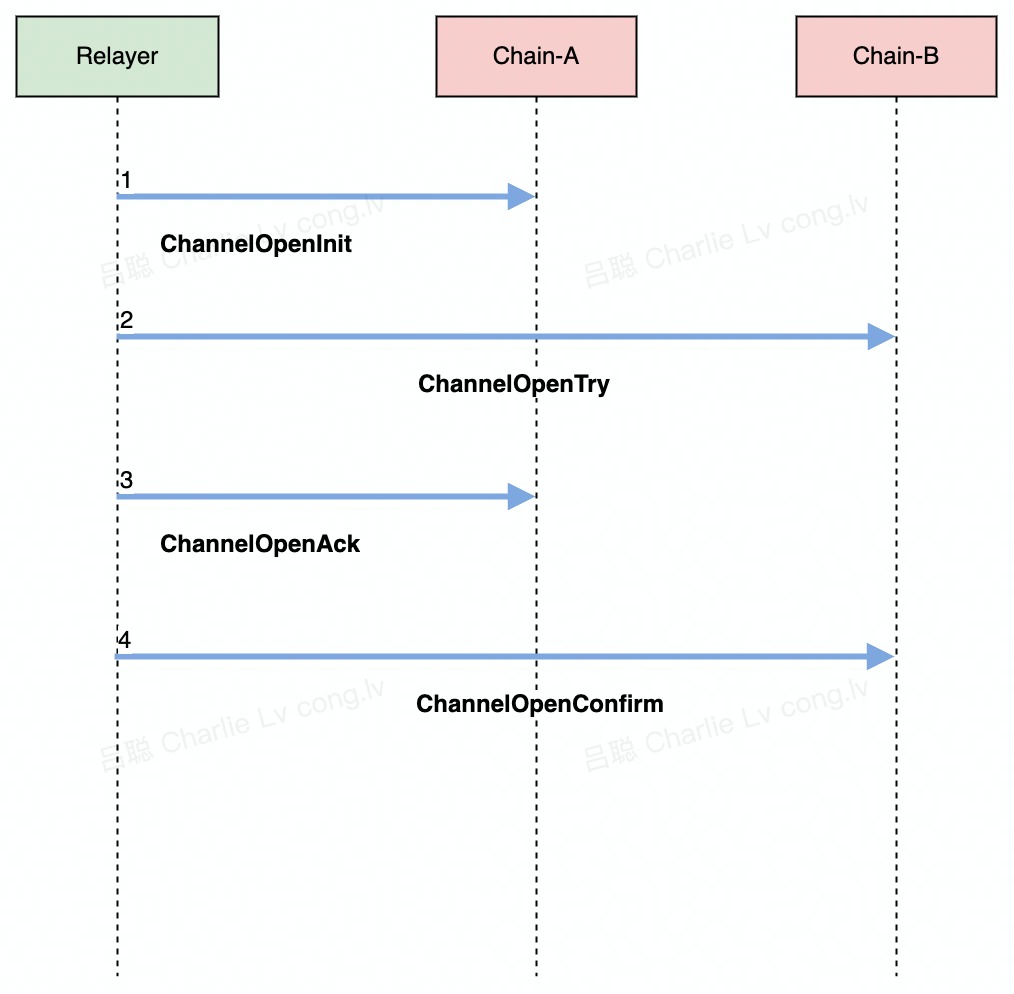 Relayer
Chain-A
Chain-B
1
吕聪 Charlie Lv cong.lv
吕聪 Charlie Lv cong.lv
ChannelOpenInit
2
ChannelOpenTry
3
ChannelOpenAck
4
吕聪 Charlie Lv cong.lv
吕聪 Charlie Lv cong.lv
ChannelOpenConfirm